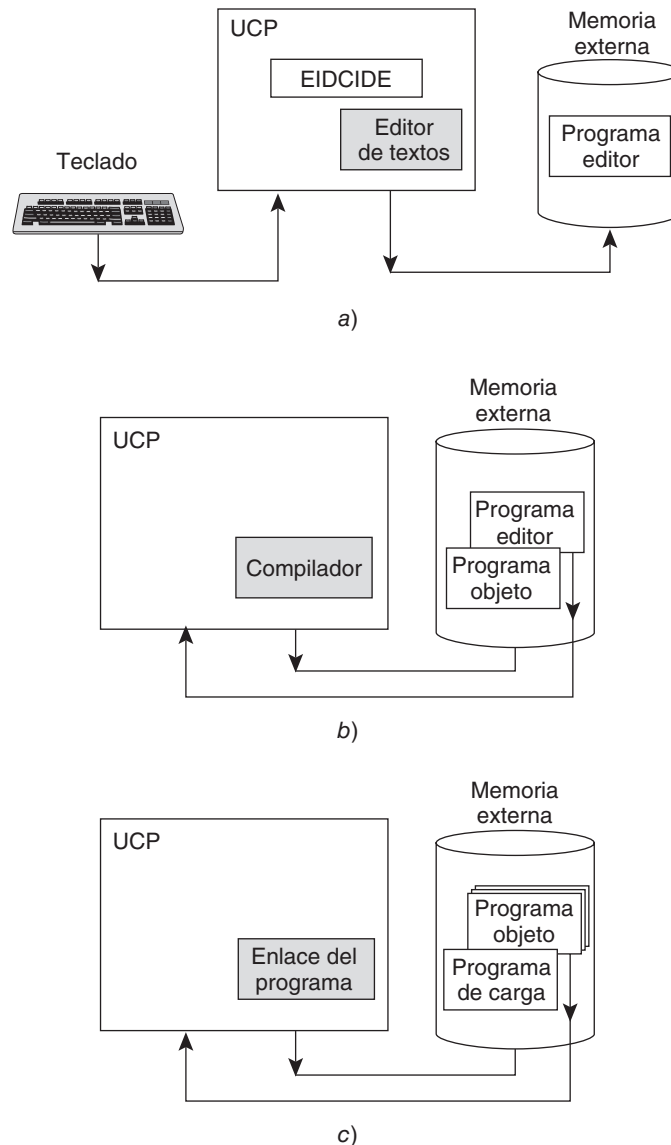 UCP
EIDCIDE
Editor
de textos
Memoria
externa
Programa
editor
Teclado
a)
UCP
Compilador
Memoria
externa
Programa
editor
Programa
objeto
b)
UCP
Enlace del
programa
Memoria
externa
Programa
objeto
Programa
de carga
c)